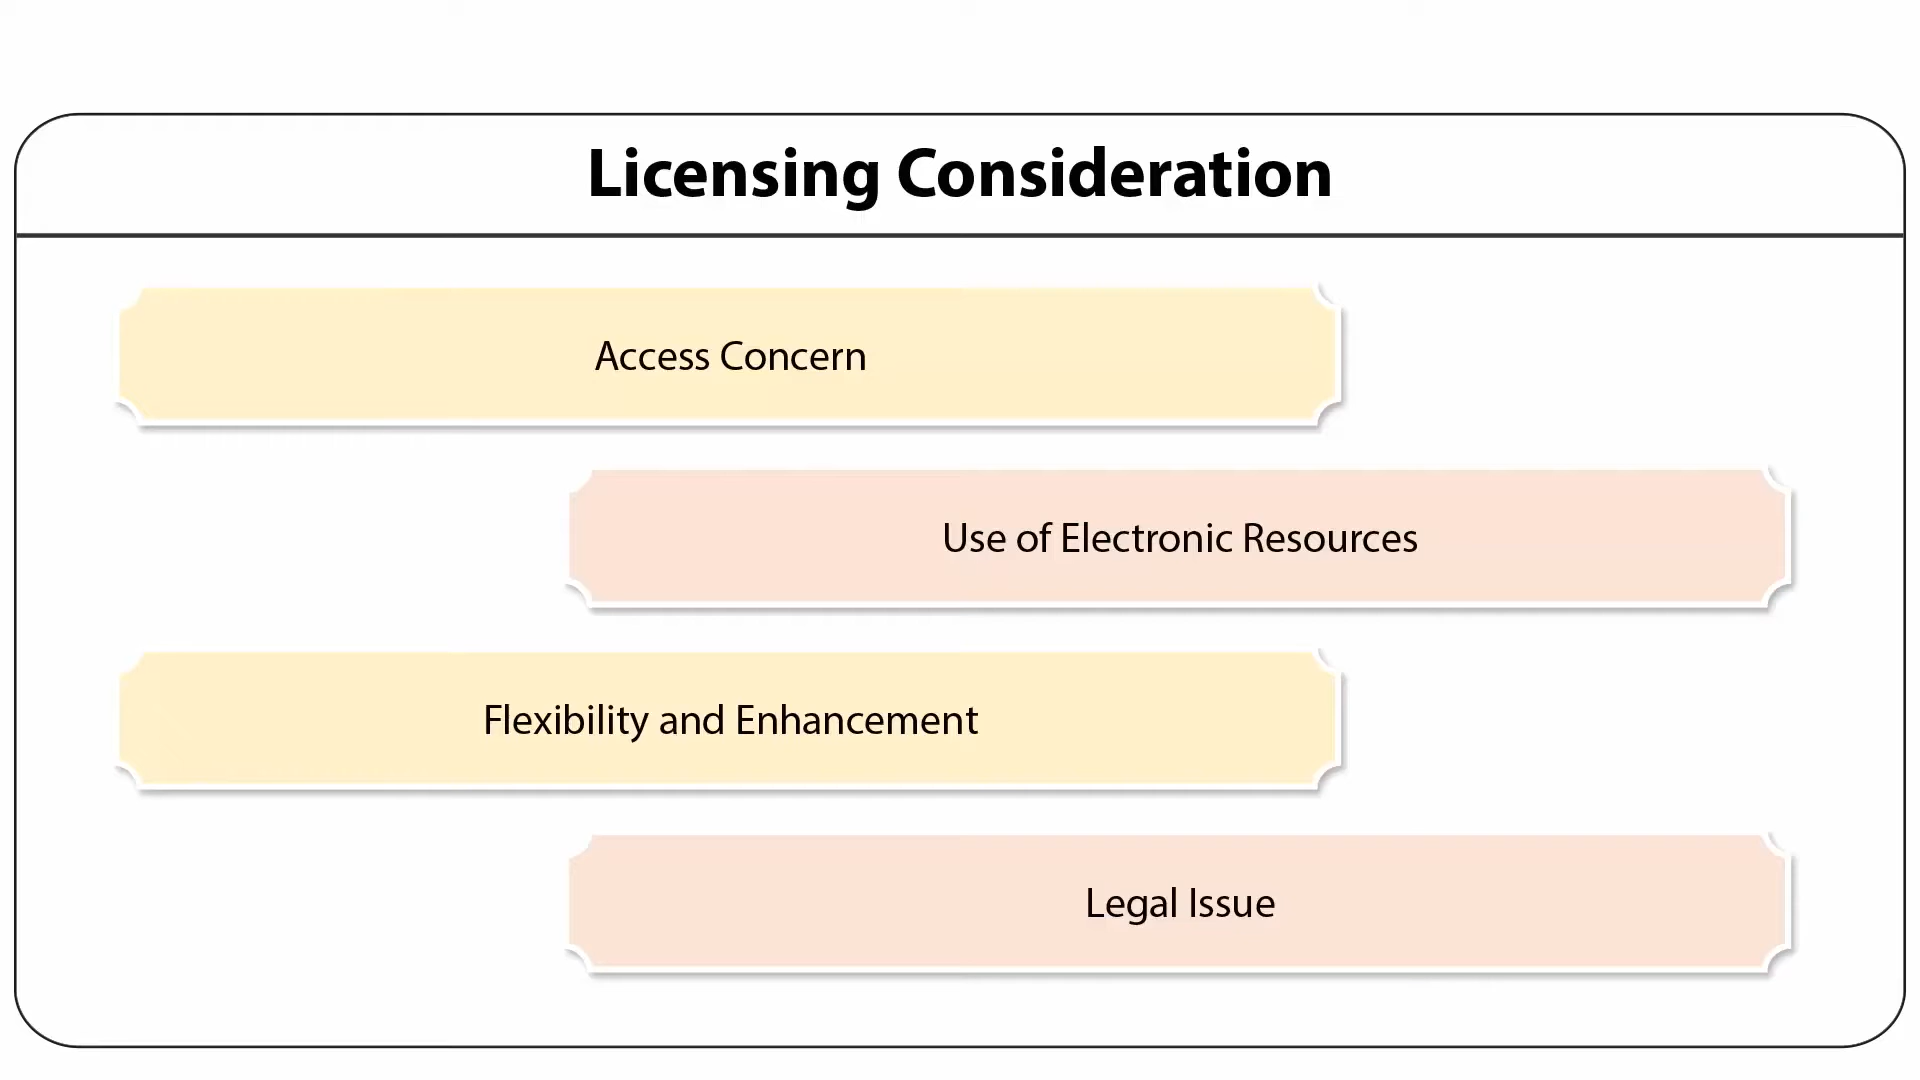 Licensing Consideration
Access Concern
Use of Electronic Resources
Flexibility and Enhancement
Legal Issue